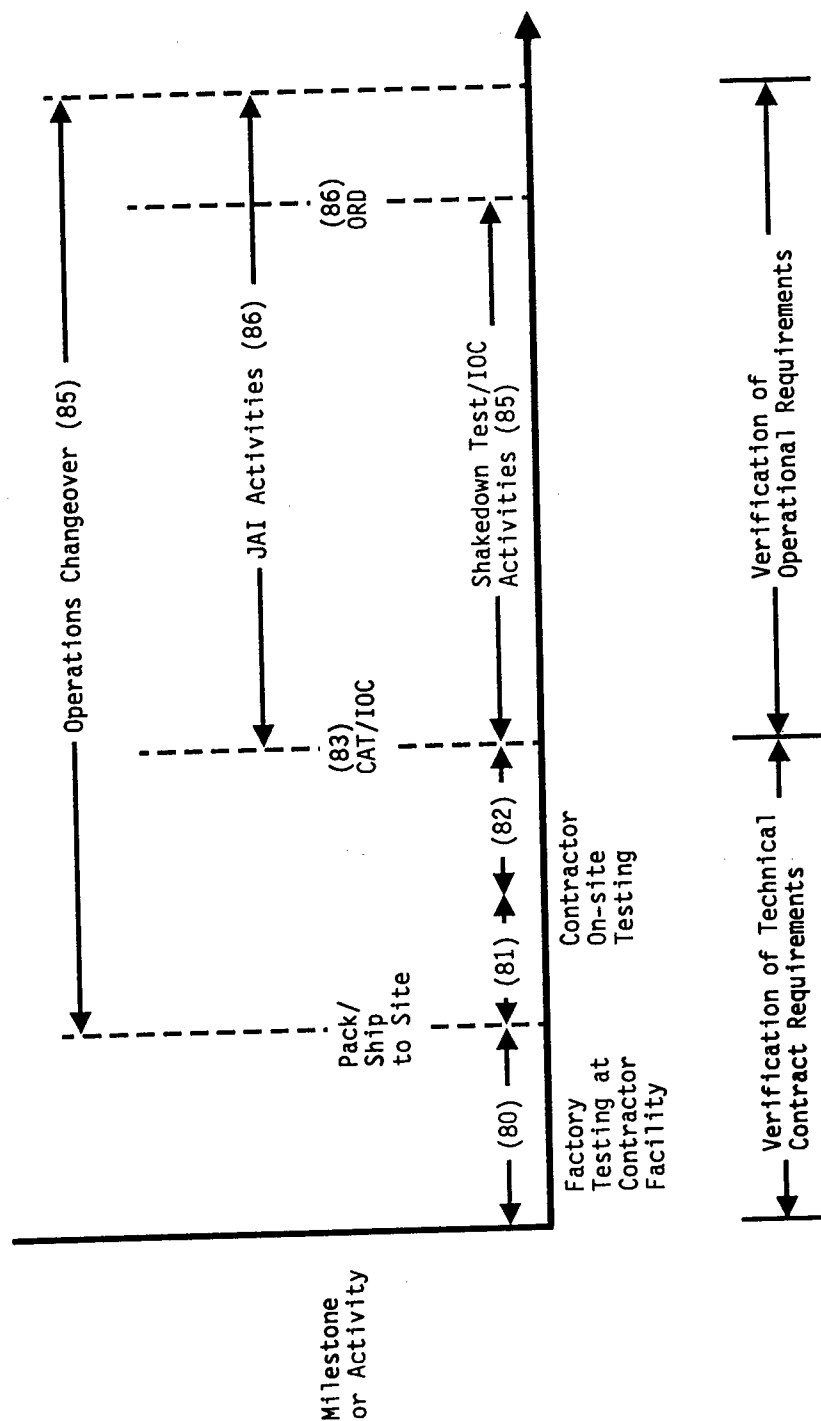 Operations Changeover (85)
JAI Activities (86)
Milestone
or Activity
Pack/
Ship
to Site
(83)
CAT/IOC
(86)
ORD
(80)
(81)
(82)
Shakedown Test/IOC
Activities (85)
Factory
Testing at
Contractor
Facility
Contractor
On-site
Testing
Verification of Technical
Contract Requirements
Verification of
Operational Requirements